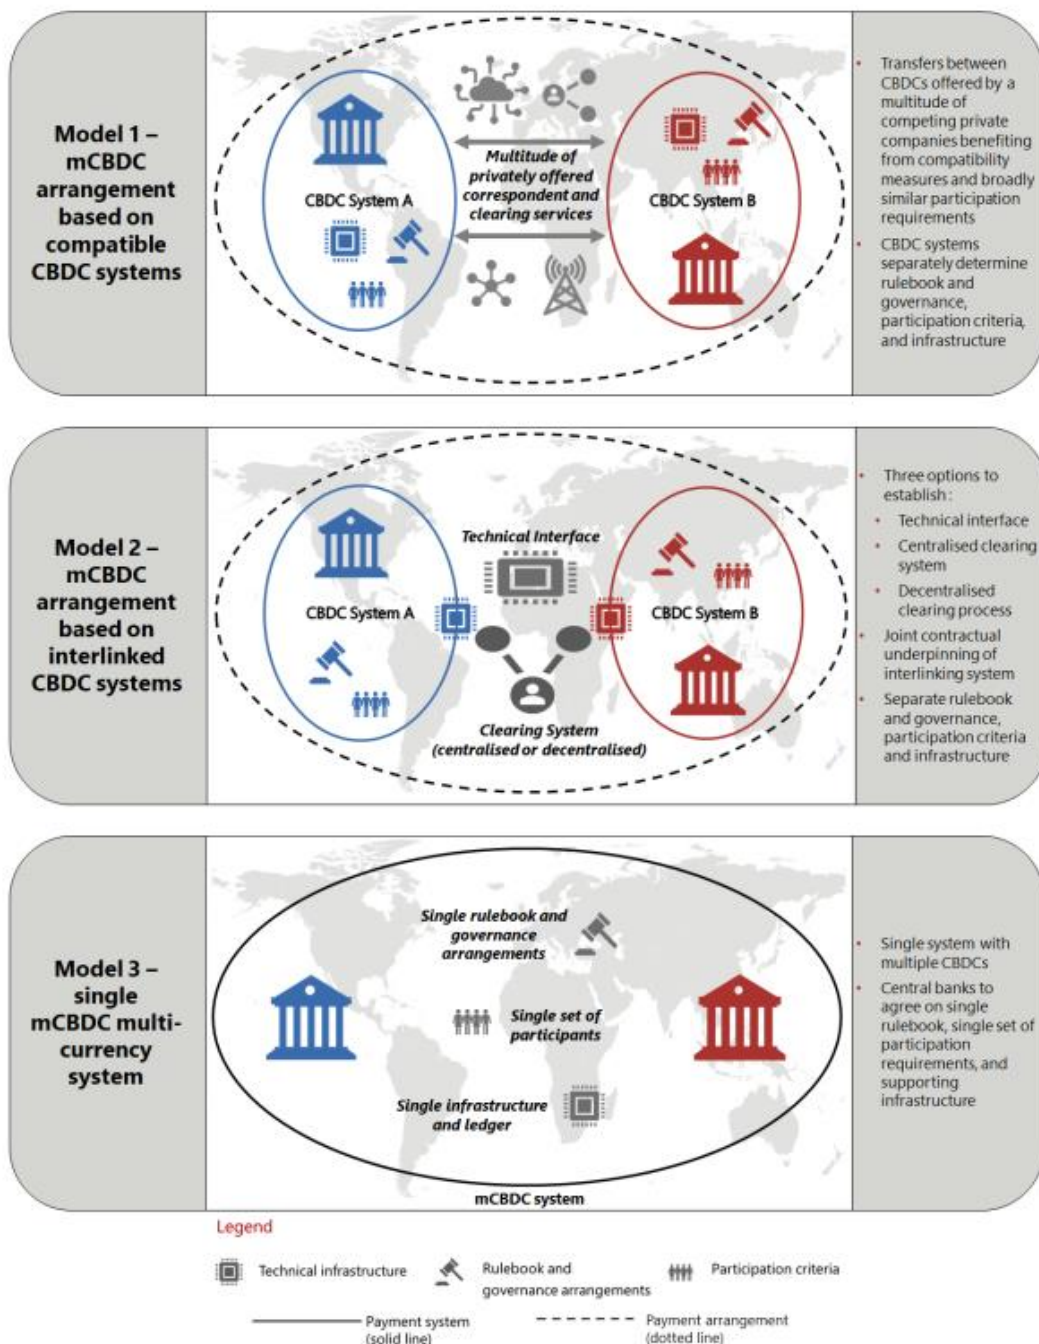 Model 1 –
mCBDC
arrangement
based on
compatible
CBDC systems
CBDC System A
Multitude of
privately offered
correspondent and
clearing services
CBDC System B
• Transfers between
CBDCs offered by a
multitude of
competing private
companies benefiting
from compatibility
measures and broadly
similar participation
requirements
• CBDC systems
separately determine
rulebook and
governance,
participation criteria,
and infrastructure
Model 2 –
mCBDC
arrangement
based on
interlinked
CBDC systems
Technical Interface
CBDC System A
CBDC System B
Clearing System
(centralised or decentralised)
• Three options to
establish:
• Technical interface
• Centralised clearing
system
• Decentralised
clearing process
• Joint contractual
underpinning of
interlinking system
• Separate rulebook
and governance,
participation criteria
and infrastructure
Model 3 –
single
mCBDC multi-
currency
system
Single rulebook and
governance
arrangements
Single set of
participants
Single infrastructure
and ledger
mCBDC system
• Single system with
multiple CBDCs
• Central banks to
agree on single
rulebook, single set of
participation
requirements, and
supporting
infrastructure
Legend
Technical infrastructure
Rulebook and
governance arrangements
Participation criteria
Payment system
(solid line)
Payment arrangement
(dotted line)